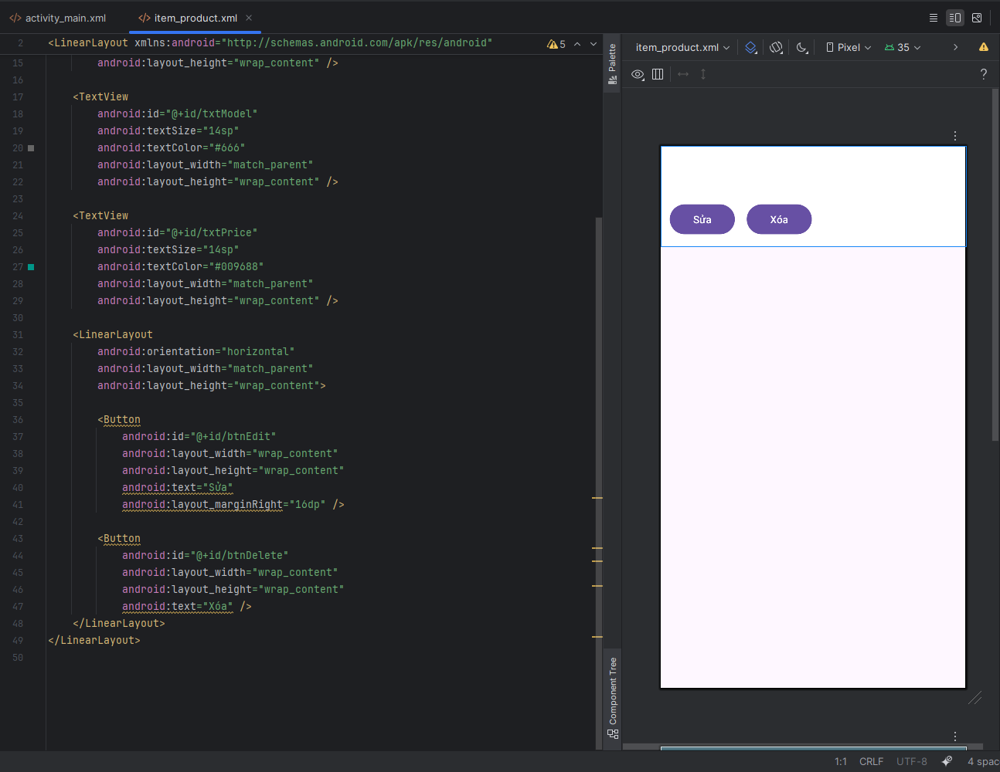 activity_main.xml
item_product.xml
2 <LinearLayout xmlns:android="http://schemas.android.com/apk/res/android"
5
15 android:layout_height="wrap_content" />
16
17 <TextView
18 android:id="@+id/txtModel"
19 android:textSize="14sp"
20 android:textColor="#666"
21 android:layout_width="match_parent"
22 android:layout_height="wrap_content" />
23
24 <TextView
25 android:id="@+id/txtPrice"
26 android:textSize="14sp"
27 android:textColor="#009688"
28 android:layout_width="match_parent"
29 android:layout_height="wrap_content" />
30
31 <LinearLayout
32 android:orientation="horizontal"
33 android:layout_width="match_parent"
34 android:layout_height="wrap_content">
35
36 <Button
37 android:id="@+id/btnEdit"
38 android:layout_width="wrap_content"
39 android:layout_height="wrap_content"
40 android:text="Sửa"
41 android:layout_marginRight="16dp" />
42
43 <Button
44 android:id="@+id/btnDelete"
45 android:layout_width="wrap_content"
46 android:layout_height="wrap_content"
47 android:text="Xóa" />
48 </LinearLayout>
49 </LinearLayout>
50
Palette
Component Tree
item_product.xml
Pixel
35
?
Sửa
Xóa
1:1 CRLF UTF-8 4 spac